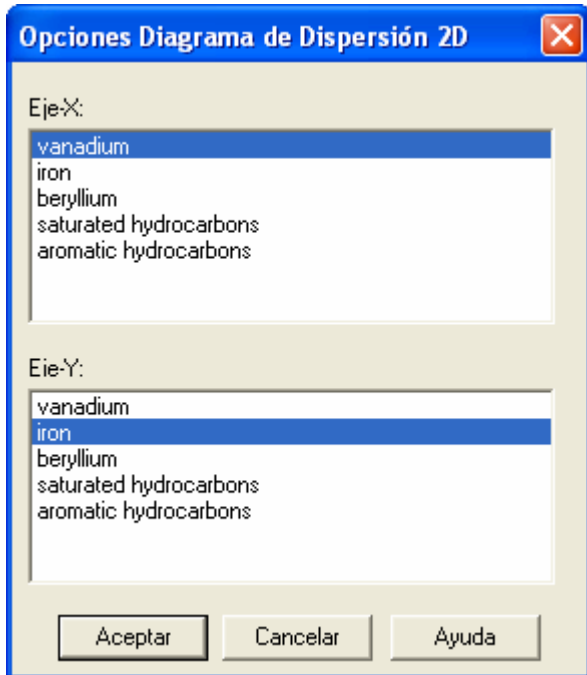 Opciones Diagrama de Dispersión 2D
Eje-X:
vanadium
iron
beryllium
saturated hydrocarbons
aromatic hydrocarbons
Eje-Y:
vanadium
iron
beryllium
saturated hydrocarbons
aromatic hydrocarbons
Aceptar Cancelar Ayuda